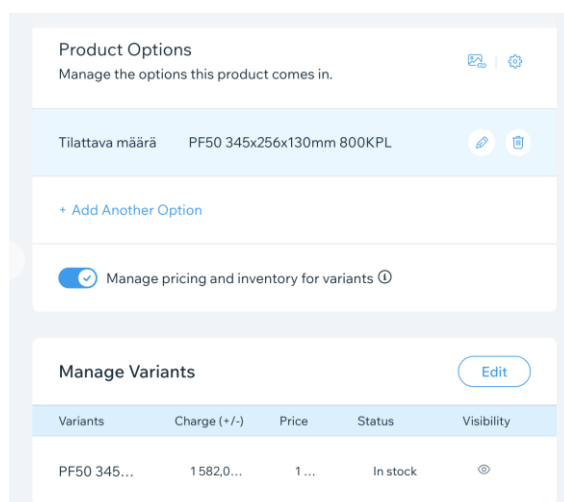 Product Options
Manage the options this product comes in.
Tilattava määrä PF50 345x256x130mm 800KPL
+ Add Another Option
Manage pricing and inventory for variants
Manage Variants Edit
Variants Charge (+/-) Price Status Visibility
PF50 345... 1 582,0... 1 ... In stock